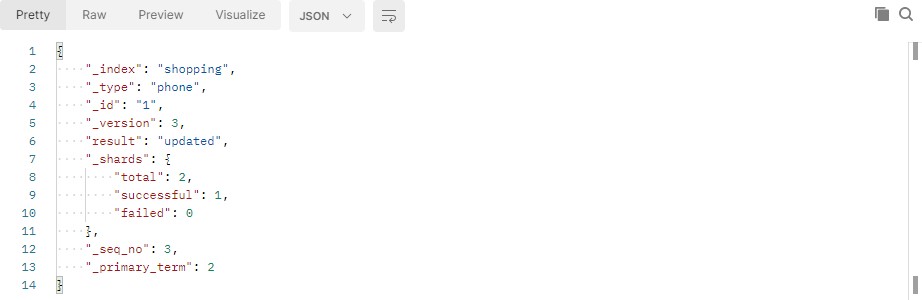 Pretty Raw Preview Visualize JSON
1 {
2 "_index": "shopping",
3 "_type": "phone",
4 "_id": "1",
5 "_version": 3,
6 "result": "updated",
7 "_shards": {
8 "total": 2,
9 "successful": 1,
10 "failed": 0
11 },
12 "_seq_no": 3,
13 "_primary_term": 2
14 }